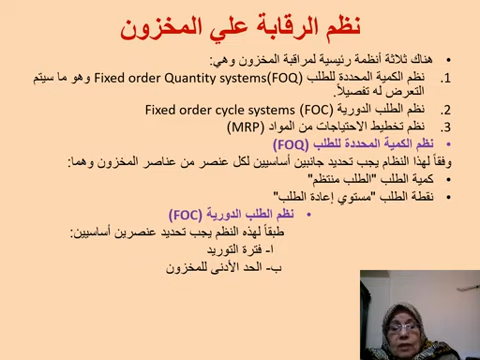 نظم الرقابة علي المخزون
• هناك ثلاثة أنظمة رئيسية لمراقبة المخزون وهي:
1. نظم الكمية المحددة للطلب Fixed order Quantity systems(FOQ) وهو ما سيتم
التعرض له تفصيلاً.
2. نظم الطلب الدورية Fixed order cycle systems (FOC)
3. نظم تخطيط الاحتياجات من المواد (MRP)
• نظم الكمية المحددة للطلب (FOQ)
وفقاً لهذا النظام يجب تحديد جانبين أساسيين لكل عنصر من عناصر المخزون وهما:
• كمية الطلب "الطلب منتظم"
• نقطة الطلب "مستوي إعادة الطلب"
• نظم الطلب الدورية (FOC)
طبقاً لهذه النظم يجب تحديد عنصرين أساسيين:
ا- فترة التوريد
ب- الحد الأدنى للمخزون